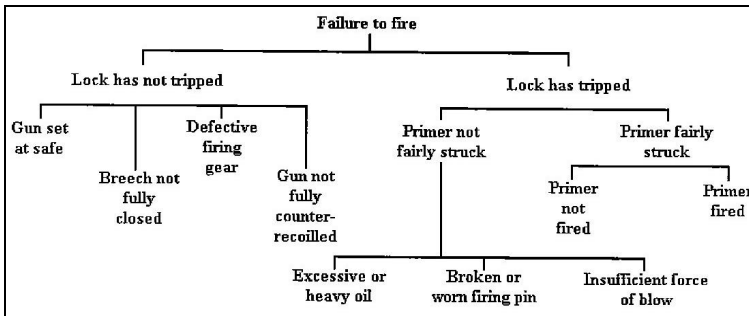 Failure to fire
Lock has not tripped
Lock has tripped
Gun set
at safe
Breech not
fully
closed
Defective
firing
gear
Gun not
fully
counter-
recoilled
Primer not
fairly struck
Primer fairly
struck
Primer
not
fired
Primer
fired
Excessive or
heavy oil
Broken or
worn firing pin
Insufficient force
of blow